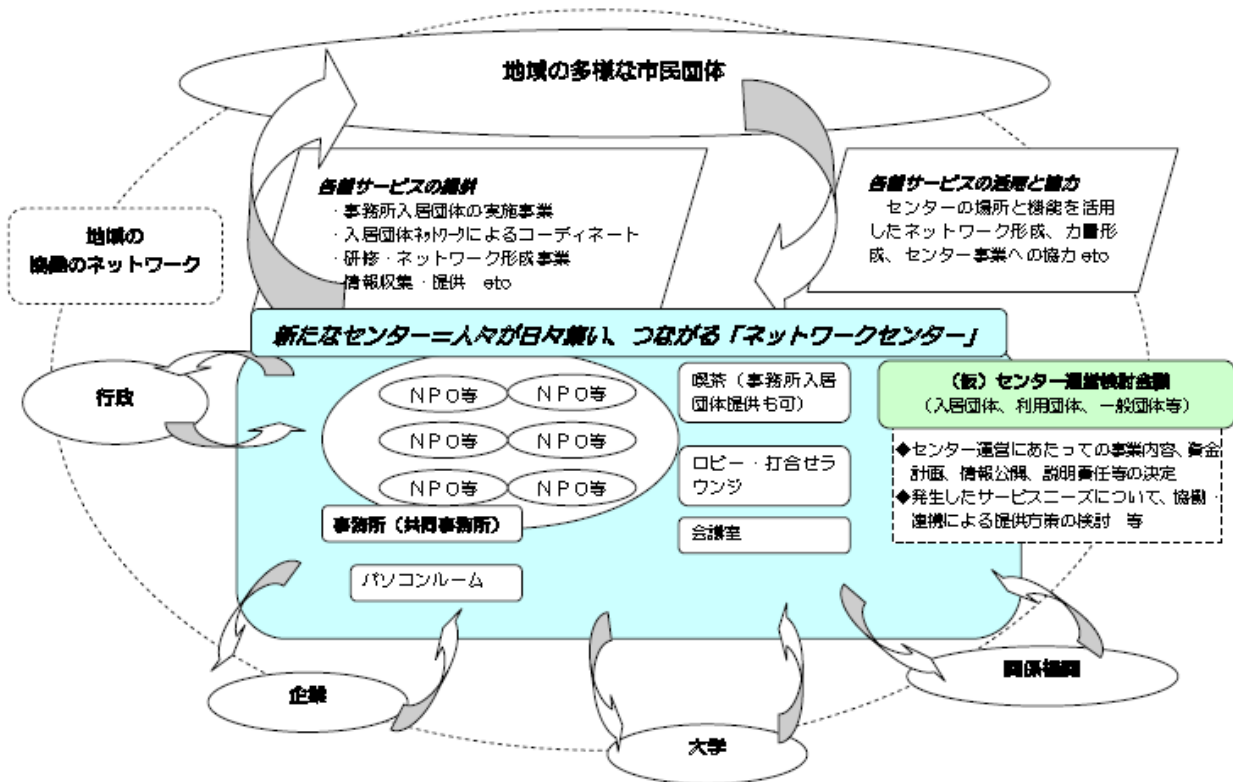 地域の多様な市民団体
各種サービスの提供
・事務所入居団体の実施事業
・入居団体ﾈｯﾄﾜｰｸによるコーディネート
・研修・ネットワーク形成事業
・情報収集・提供 etc
各種サービスの活用と協力
センターの場所と機能を活用
したネットワーク形成、力量形
成、センター事業への協力 etc
地域の
協働のネットワーク
新たなセンター＝人々が日々集い、つながる「ネットワークセンター」
行政
ＮＰＯ等
ＮＰＯ等
ＮＰＯ等
ＮＰＯ等
ＮＰＯ等
ＮＰＯ等
事務所（共同事務所）
パソコンルーム
喫茶（事務所入居
団体提供も可）
ロビー・打合せラ
ウンジ
会議室
（仮）センター運営検討会議
（入居団体、利用団体、一般団体等）
◆センター運営にあたっての事業内容、資金
計画、情報公開、説明責任等の決定
◆発生したサービスニーズについて、協働・
連携による提供方策の検討 等
企業
大学
関係機関